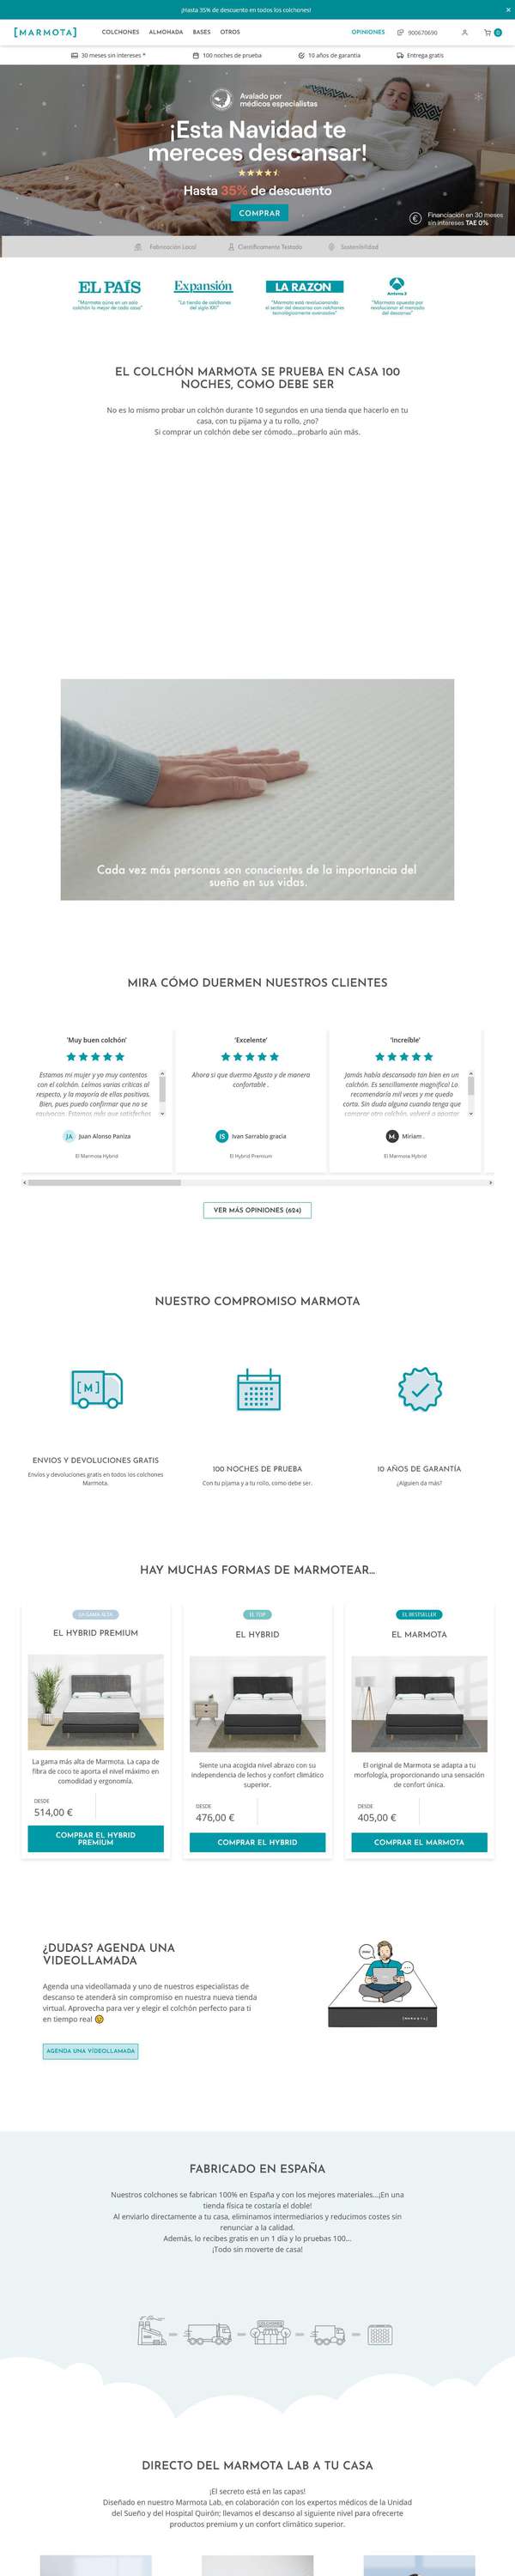 ¡Hasta 35% de descuento en todos los colchones!
[MARMOTA]
COLCHONES ALMOHADA BASES OTROS
OPINIONES 900670690 0
30 meses sin intereses *
100 noches de prueba
10 años de garantía
Entrega gratis
Avalado por
médicos especialistas
¡Esta Navidad te
mereces descansar!
Hasta 35% de descuento
COMPRAR
Financiación en 30 meses
sin intereses TAE 0%
Fabricación Local
Científicamente Testado
Sostenibilidad
EL PAÍS
"Marmota aúna en un solo
colchón lo mejor de cada casa"
Expansión
"La tienda de colchones
del siglo XXI"
LA RAZON
"Marmota está revolucionando
el sector del descanso con colchones
tecnológicamente avanzados"
Antena 3
"Marmota apuesta por
revolucionar el mercado
del descanso"
EL COLCHÓN MARMOTA SE PRUEBA EN CASA 100
NOCHES, COMO DEBE SER
No es lo mismo probar un colchón durante 10 segundos en una tienda que hacerlo en tu
casa, con tu pijama y a tu rollo, ¿no?
Si comprar un colchón debe ser cómodo...probarlo aún más.
Cada vez más personas son conscientes de la importancia del
sueño en sus vidas.
MIRA CÓMO DUERMEN NUESTROS CLIENTES
'Muy buen colchón'
Estamos mi mujer y yo muy contentos
con el colchón. Leímos varias críticas al
respecto, y la mayoría de ellas positivas.
Bien, pues puedo confirmar que no se
equivocan. Estamos más que satisfechos
JA Juan Alonso Paniza
El Marmota Hybrid
'Excelente'
Ahora si que duermo Agusto y de manera
confortable .
IS Ivan Sarrablo gracia
El Hybrid Premium
'Increíble'
Jamás había descansado tan bien en un
colchón. Es sencillamente magnífico! Lo
recomendaría mil veces y me quedo
corta. Sin duda alguna cuando tenga que
comprar otro colchón, volveré a apostar
M. Miriam .
El Marmota Hybrid
VER MÁS OPINIONES (624)
NUESTRO COMPROMISO MARMOTA
[M]
ENVIOS Y DEVOLUCIONES GRATIS
Envíos y devoluciones gratis en todos los colchones
Marmota.
100 NOCHES DE PRUEBA
Con tu pijama y a tu rollo, como debe ser.
10 AÑOS DE GARANTÍA
¿Alguien da más?
HAY MUCHAS FORMAS DE MARMOTEAR...
LA GAMA ALTA
EL HYBRID PREMIUM
La gama más alta de Marmota. La capa de
fibra de coco te aporta el nivel máximo en
comodidad y ergonomía.
DESDE
514,00 €
COMPRAR EL HYBRID
PREMIUM
EL TOP
EL HYBRID
Siente una acogida nivel abrazo con su
independencia de lechos y confort climático
superior.
DESDE
476,00 €
COMPRAR EL HYBRID
EL BESTSELLER
EL MARMOTA
El original de Marmota se adapta a tu
morfología, proporcionando una sensación
de confort única.
DESDE
405,00 €
COMPRAR EL MARMOTA
¿DUDAS? AGENDA UNA
VIDEOLLAMADA
Agenda una videollamada y uno de nuestros especialistas de
descanso te atenderá sin compromiso en nuestra nueva tienda
virtual. Aprovecha para ver y elegir el colchón perfecto para ti
en tiempo real
AGENDA UNA VÍDEOLLAMADA
[MARMOTA]
FABRICADO EN ESPAÑA
Nuestros colchones se fabrican 100% en España y con los mejores materiales...¡En una
tienda física te costaría el doble!
Al enviarlo directamente a tu casa, eliminamos intermediarios y reducimos costes sin
renunciar a la calidad.
Además, lo recibes gratis en un 1 día y lo pruebas 100...
¡Todo sin moverte de casa!
DIRECTO DEL MARMOTA LAB A TU CASA
¡El secreto está en las capas!
Diseñado en nuestro Marmota Lab, en colaboración con los expertos médicos de la Unidad
del Sueño y del Hospital Quirón; llevamos el descanso al siguiente nivel para ofrecerte
productos premium y un confort climático superior.